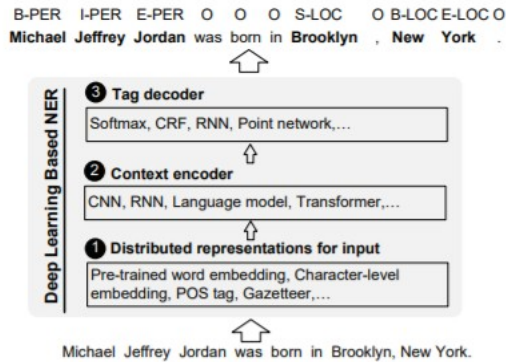 B-PER I-PER E-PER O O O S-LOC O B-LOC E-LOC O
Michael Jeffrey Jordan was born in Brooklyn , New York .
Deep Learning Based NER
3 Tag decoder
Softmax, CRF, RNN, Point network,...
2 Context encoder
CNN, RNN, Language model, Transformer,...
1 Distributed representations for input
Pre-trained word embedding, Character-level
embedding, POS tag, Gazetteer,...
Michael Jeffrey Jordan was born in Brooklyn, New York.